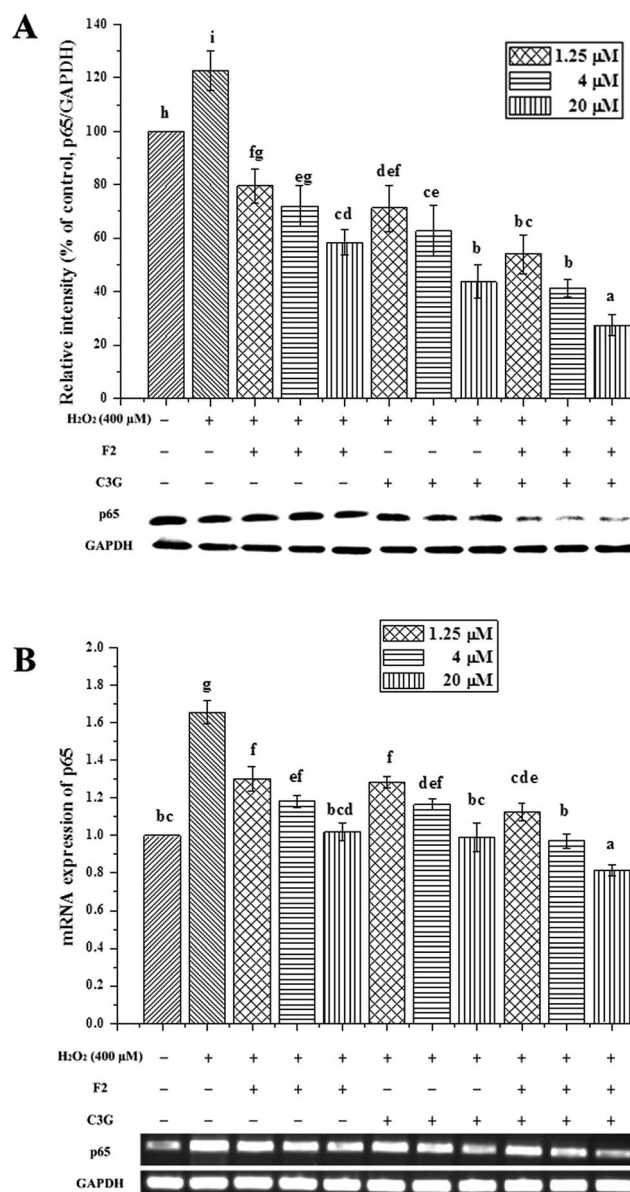 A
Relative intensity (% of control, p65/GAPDH)
140
120
100
80
60
40
20
0
1.25 μM
4 μM
20 μM
h i fg eg cd def ce b bc b a
H₂O₂ (400 μM) – + + + + + + + + + +
F2 – – + + + – – – + + +
C3G – – – – – + + + + + +
p65
GAPDH
B
mRNA expression of p65
2.0
1.8
1.6
1.4
1.2
1.0
0.8
0.6
0.4
0.2
0.0
1.25 μM
4 μM
20 μM
bc g f ef bcd f def bc cde b a
H₂O₂ (400 μM) – + + + + + + + + + +
F2 – – + + + – – – + + +
C3G – – – – – + + + + + +
p65
GAPDH